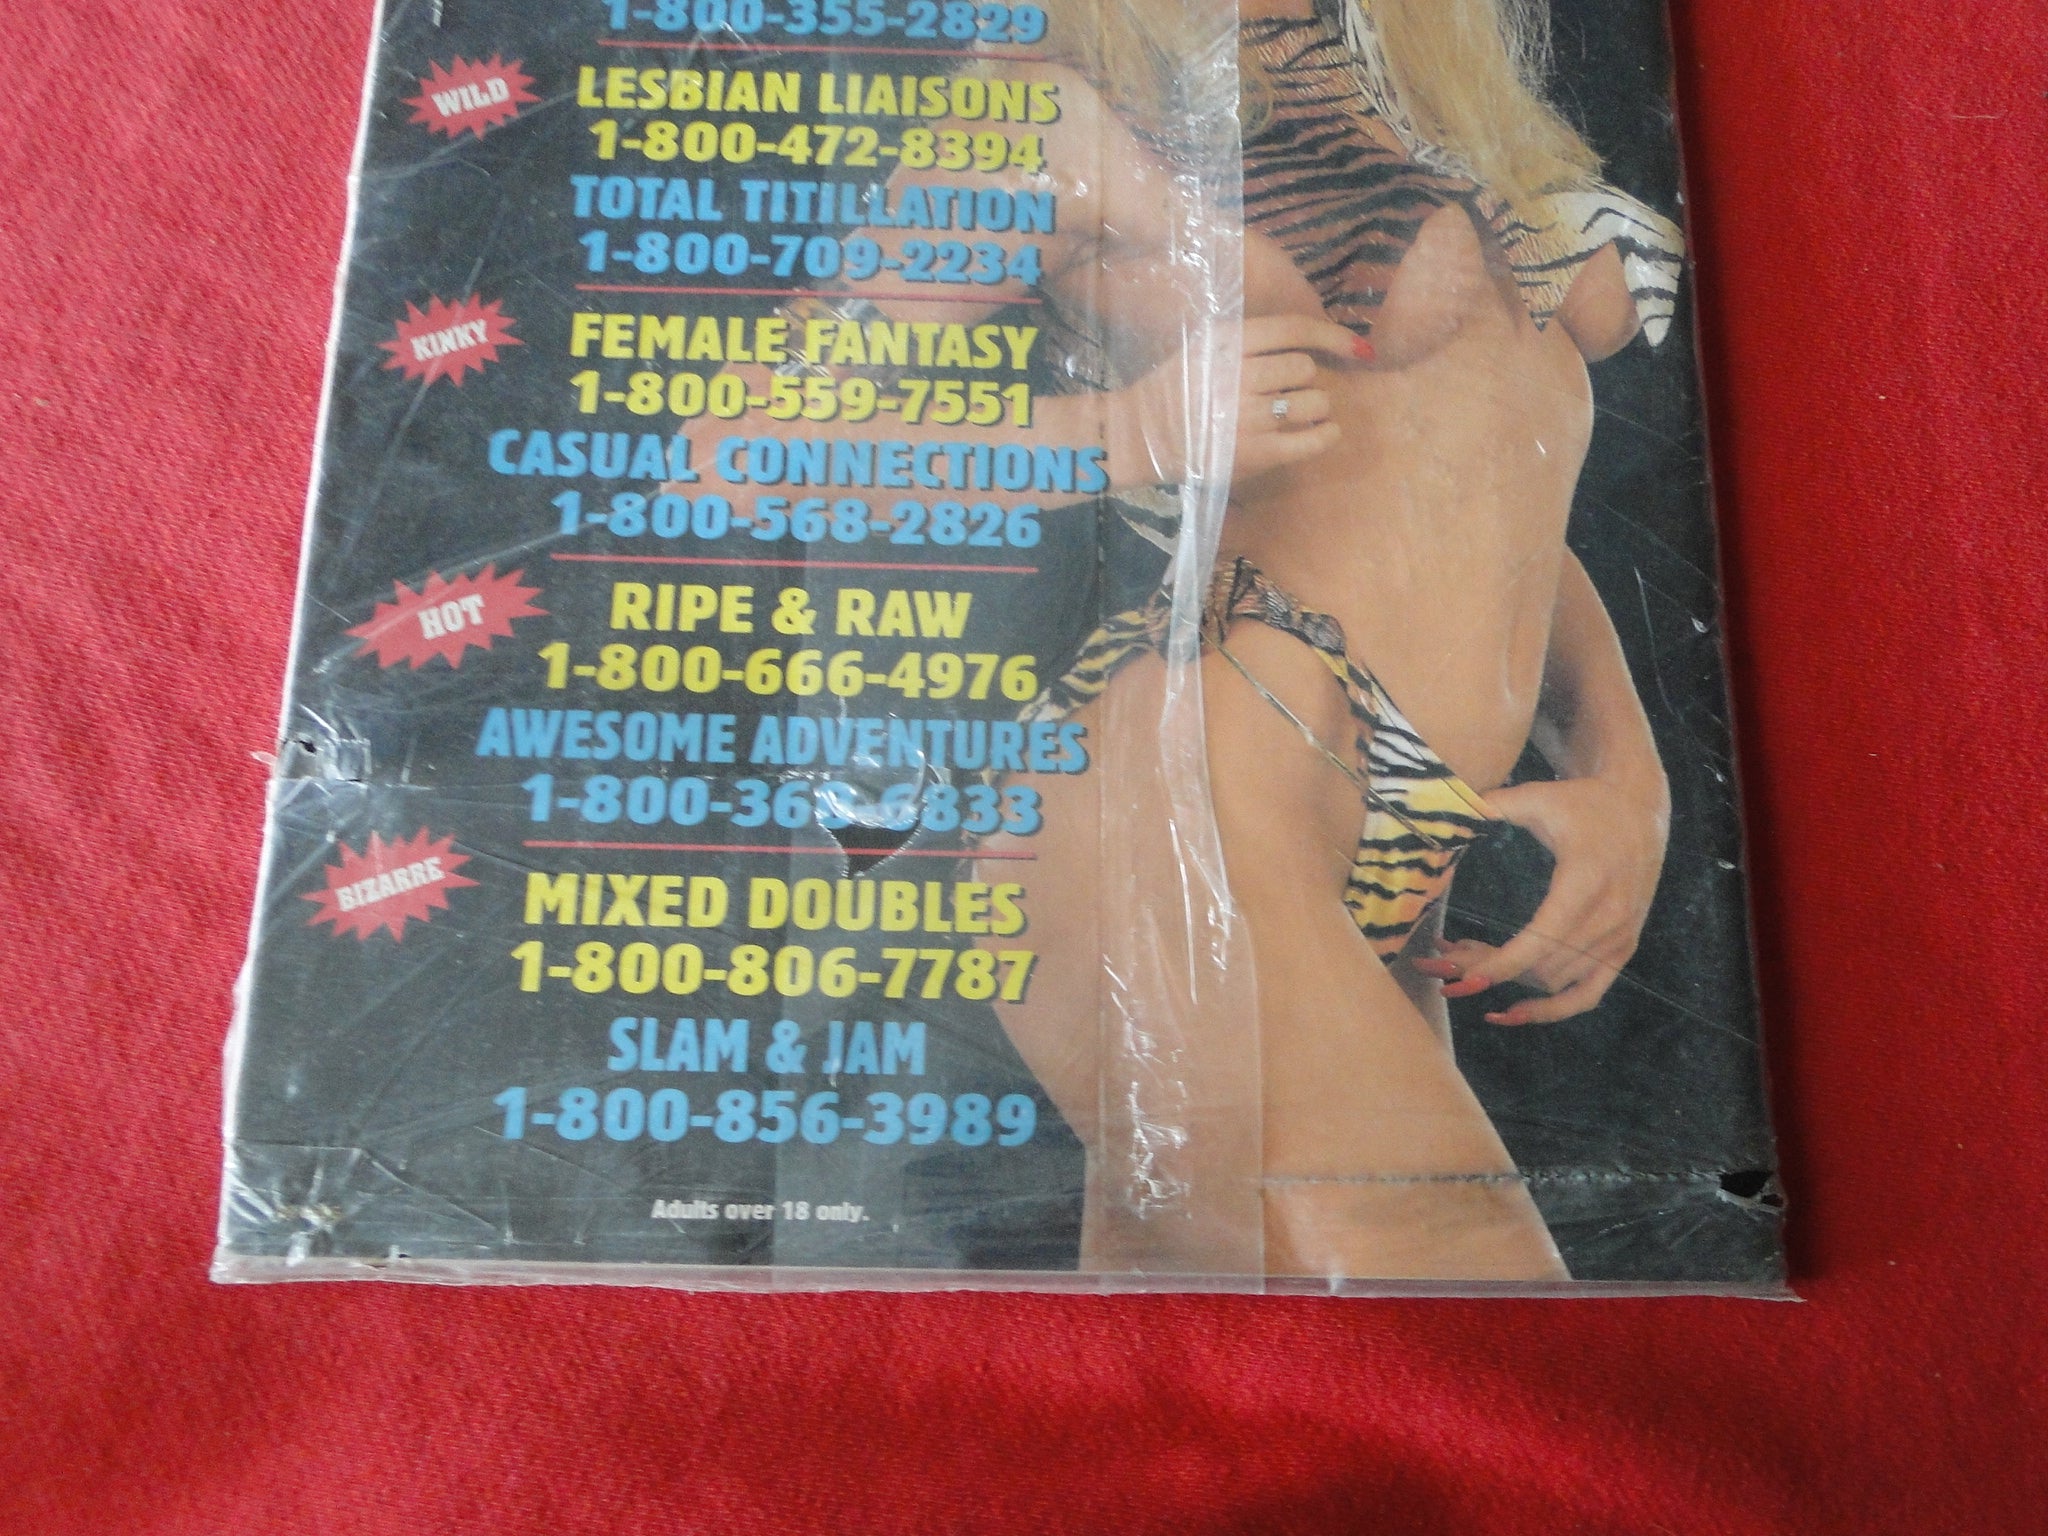 1-800-355-2829
WILD
LESBIAN LIAISONS
1-800-472-8394
TOTAL TITILLATION
1-800-709-2234
KINKY
FEMALE FANTASY
1-800-559-7551
CASUAL CONNECTIONS
1-800-568-2826
HOT
RIPE & RAW
1-800-666-4976
AWESOME ADVENTURES
BIZARRE
MIXED DOUBLES
1-800-806-7787
SLAM & JAM
1-800-856-3989
Adults over 18 only.